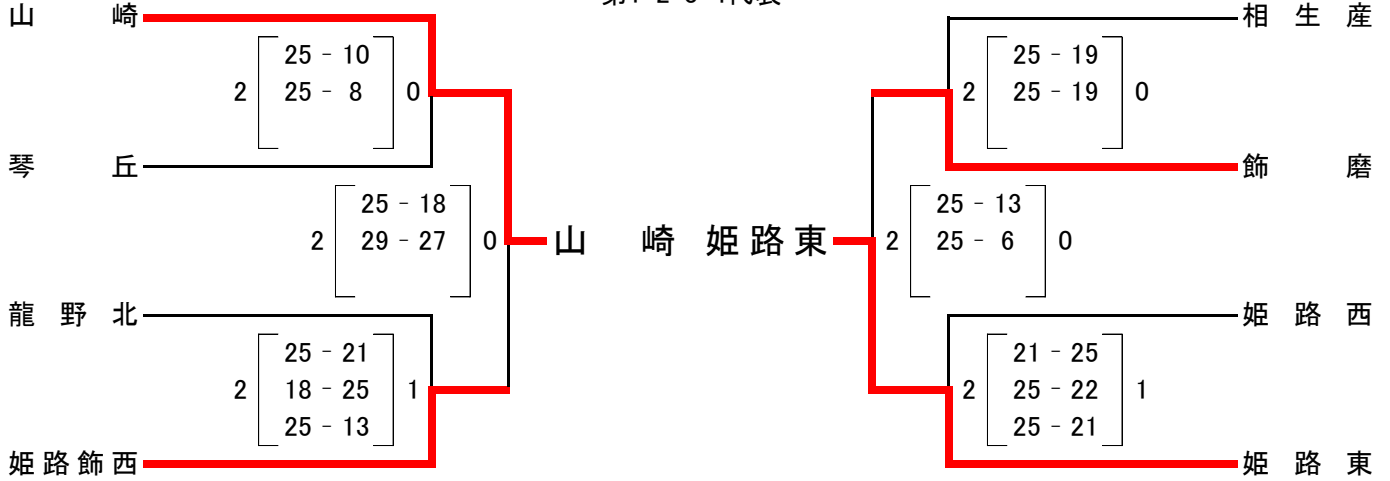 山崎
相生産
25 - 10
2 25 - 8 0
25 - 19
2 25 - 19 0
琴丘
飾磨
25 - 18
2 29 - 27 0
山崎 姫路東
25 - 13
2 25 - 6 0
龍野北
姫路西
25 - 21
2 18 - 25 1
25 - 13
21 - 25
2 25 - 22 1
25 - 21
姫路飾西
姫路東